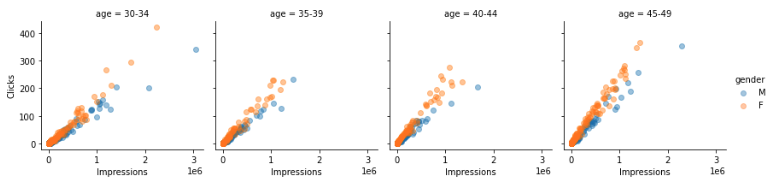 age = 30-34
age = 35-39
age = 40-44
age = 45-49
400
300
200
100
0
Clicks
0 1 2 3
1e6
Impressions
0 1 2 3
1e6
Impressions
0 1 2 3
1e6
Impressions
0 1 2 3
1e6
Impressions
gender
M
F